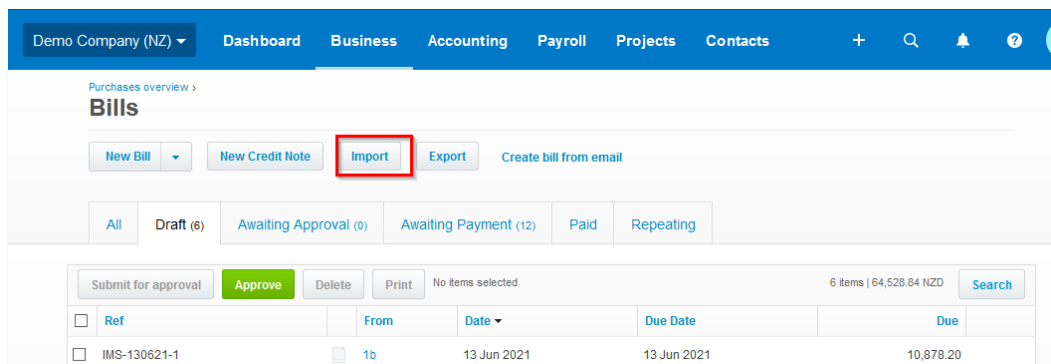 Demo Company (NZ) Dashboard Business Accounting Payroll Projects Contacts
Purchases overview ›
Bills
New Bill New Credit Note Import Export Create bill from email
All Draft (6) Awaiting Approval (0) Awaiting Payment (12) Paid Repeating
Submit for approval Approve Delete Print No items selected 6 items | 64,528.84 NZD Search
Ref From Date Due Date Due
IMS-130621-1 1b 13 Jun 2021 13 Jun 2021 10,878.20